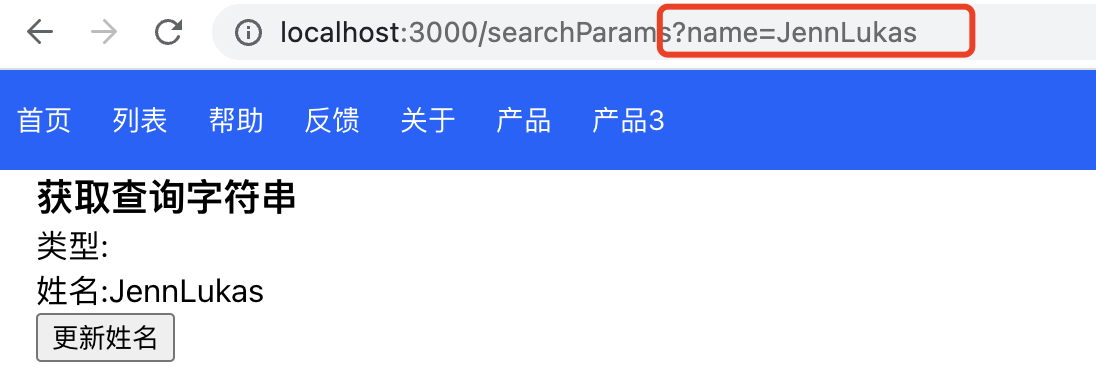 localhost:3000/searchParams?name=JennLukas
首页 列表 帮助 反馈 关于 产品 产品3
获取查询字符串
类型:
姓名:JennLukas
更新姓名